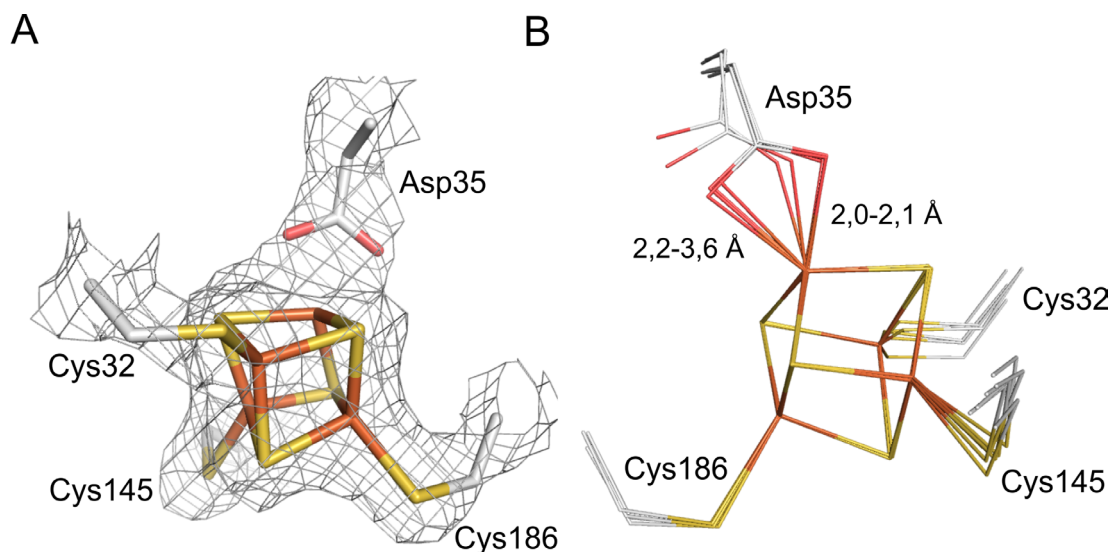 A
Asp35
Cys32
Cys145
Cys186
B
Asp35
2,0-2,1 Å
2,2-3,6 Å
Cys32
Cys186
Cys145